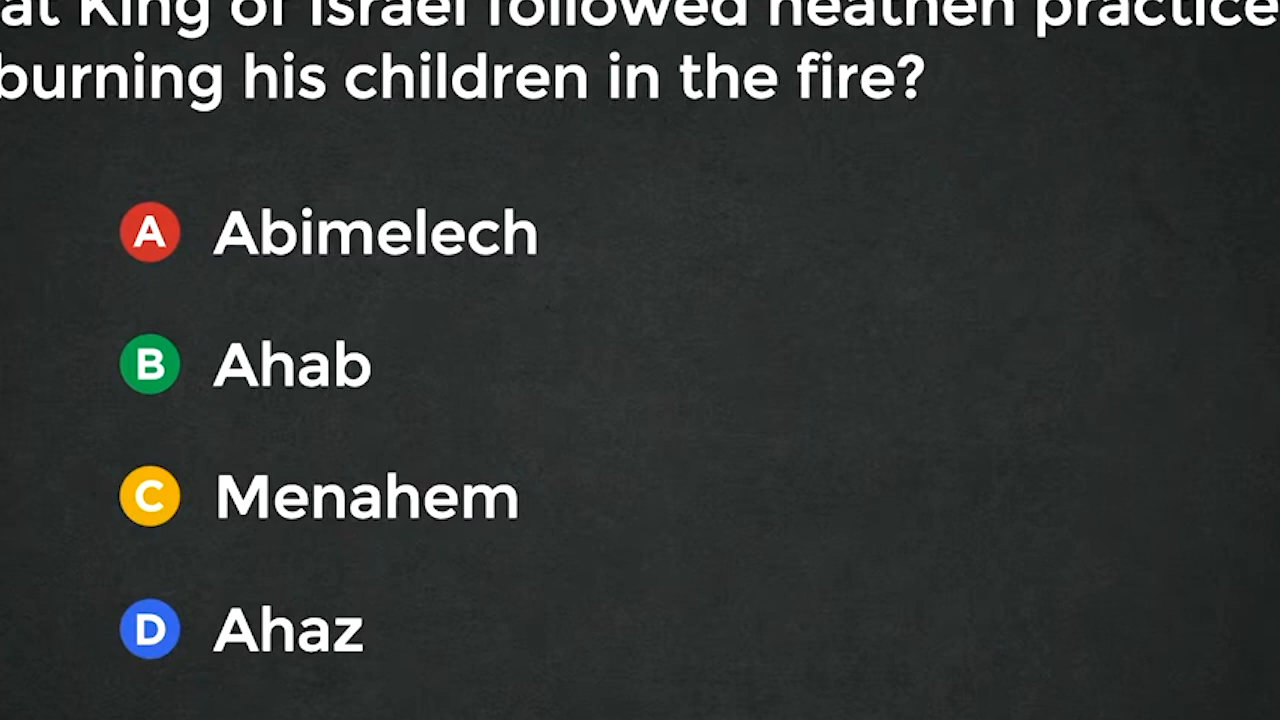 at King of Israel followed heathen practice
burning his children in the fire?
A Abimelech
B Ahab
C Menahem
D Ahaz